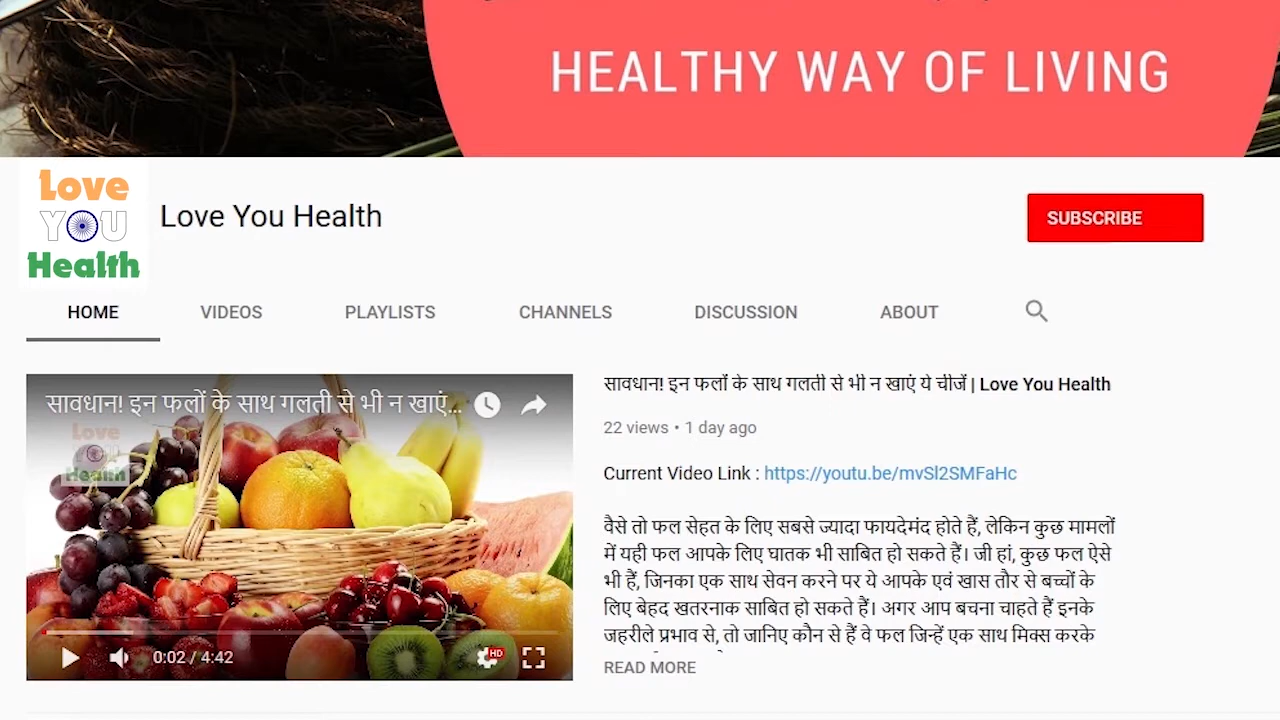 HEALTHY WAY OF LIVING
Love
YOU
Health
Love You Health
SUBSCRIBE
HOME VIDEOS PLAYLISTS CHANNELS DISCUSSION ABOUT
सावधान! इन फलों के साथ गलती से भी न खाएं...
Love
YOU
Health
0:02 / 4:42
HD
सावधान! इन फलों के साथ गलती से भी न खाएं ये चीजें | Love You Health
22 views • 1 day ago
Current Video Link : https://youtu.be/mvSl2SMFaHc
वैसे तो फल सेहत के लिए सबसे ज्यादा फायदेमंद होते हैं, लेकिन कुछ मामलों
में यही फल आपके लिए घातक भी साबित हो सकते हैं। जी हां, कुछ फल ऐसे
भी हैं, जिनका एक साथ सेवन करने पर ये आपके एवं खास तौर से बच्चों के
लिए बेहद खतरनाक साबित हो सकते हैं। अगर आप बचना चाहते हैं इनके
जहरीले प्रभाव से, तो जानिए कौन से हैं वे फल जिन्हें एक साथ मिक्स करके
READ MORE